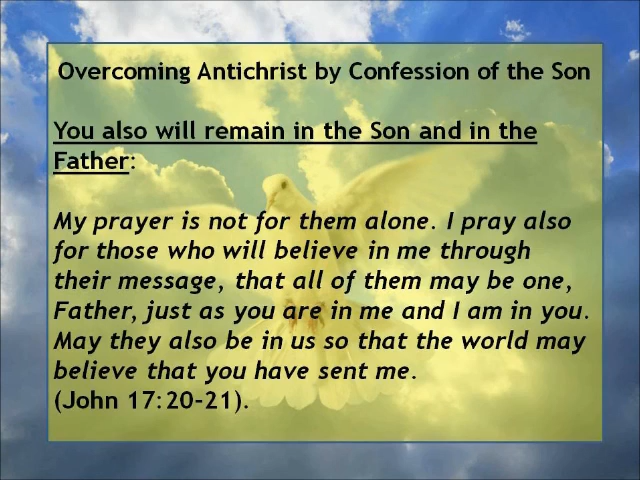 Overcoming Antichrist by Confession of the Son
You also will remain in the Son and in the
Father:
My prayer is not for them alone. I pray also
for those who will believe in me through
their message, that all of them may be one,
Father, just as you are in me and I am in you.
May they also be in us so that the world may
believe that you have sent me.
(John 17:20–21).